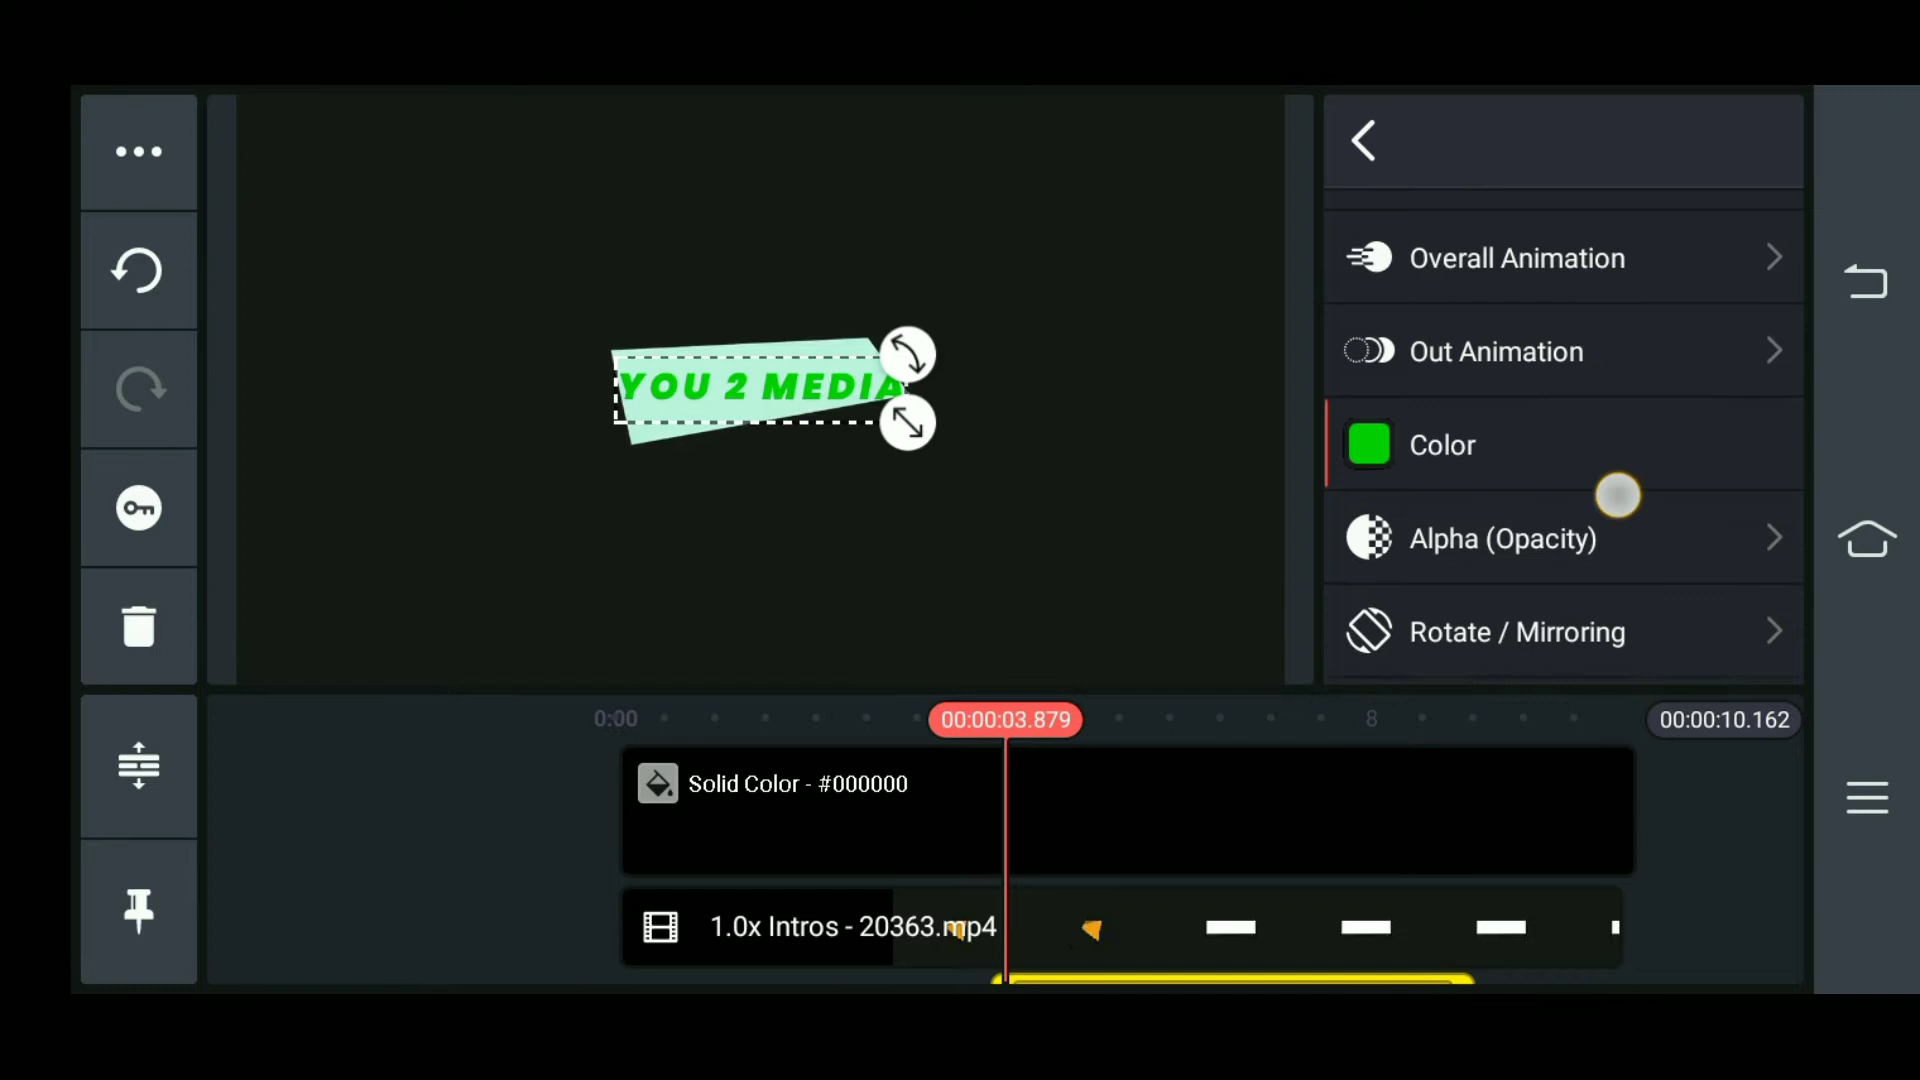 Overall Animation
Out Animation
YOU 2 MEDIA
Color
Alpha (Opacity)
Rotate / Mirroring
0:00
00:00:03.879
8
00:00:10.162
Solid Color - #000000
1.0x Intros - 20363.mp4